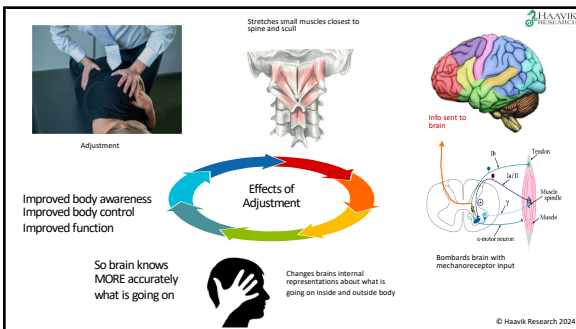 Stretches small muscles closest to
spine and scull
HAAVIK
RESEARCH
Adjustment
Info sent to
brain
Effects of
Adjustment
Ib
Tendon
Ia/II
Muscle
spindle
γ
Muscle
α-motor neuron
Improved body awareness
Improved body control
Improved function
Bombards brain with
mechanoreceptor input
So brain knows
MORE accurately
what is going on
Changes brains internal
representations about what is
going on inside and outside body
© Haavik Research 2024